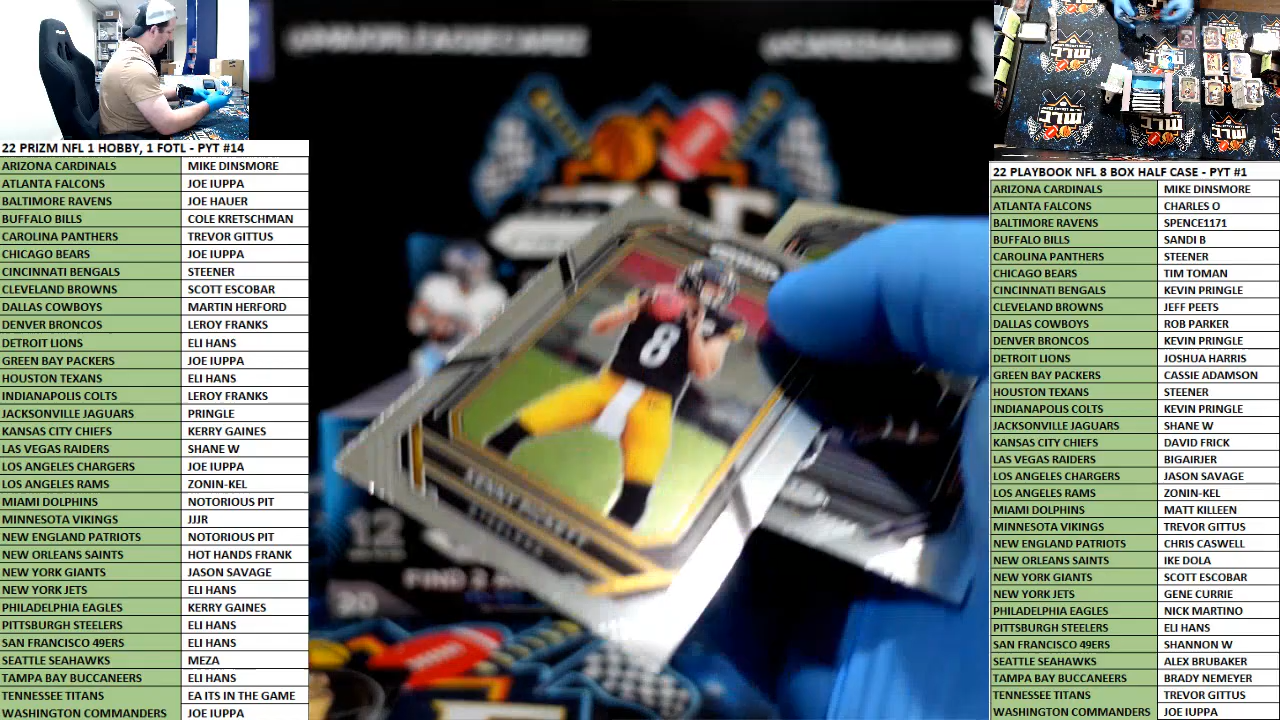 22 PRIZM NFL 1 HOBBY, 1 FOTL - PYT #14
ARIZONA CARDINALS MIKE DINSMORE
ATLANTA FALCONS JOE IUPPA
BALTIMORE RAVENS JOE HAUER
BUFFALO BILLS COLE KRETSCHMAN
CAROLINA PANTHERS TREVOR GITTUS
CHICAGO BEARS JOE IUPPA
CINCINNATI BENGALS STEENER
CLEVELAND BROWNS SCOTT ESCOBAR
DALLAS COWBOYS MARTIN HERFORD
DENVER BRONCOS LEROY FRANKS
DETROIT LIONS ELI HANS
GREEN BAY PACKERS JOE IUPPA
HOUSTON TEXANS ELI HANS
INDIANAPOLIS COLTS LEROY FRANKS
JACKSONVILLE JAGUARS PRINGLE
KANSAS CITY CHIEFS KERRY GAINES
LAS VEGAS RAIDERS SHANE W
LOS ANGELES CHARGERS JOE IUPPA
LOS ANGELES RAMS ZONIN-KEL
MIAMI DOLPHINS NOTORIOUS PIT
MINNESOTA VIKINGS JJJR
NEW ENGLAND PATRIOTS NOTORIOUS PIT
NEW ORLEANS SAINTS HOT HANDS FRANK
NEW YORK GIANTS JASON SAVAGE
NEW YORK JETS ELI HANS
PHILADELPHIA EAGLES KERRY GAINES
PITTSBURGH STEELERS ELI HANS
SAN FRANCISCO 49ERS ELI HANS
SEATTLE SEAHAWKS MEZA
TAMPA BAY BUCCANEERS ELI HANS
TENNESSEE TITANS EA ITS IN THE GAME
WASHINGTON COMMANDERS JOE IUPPA
8
12
22 PLAYBOOK NFL 8 BOX HALF CASE - PYT #1
ARIZONA CARDINALS MIKE DINSMORE
ATLANTA FALCONS CHARLES O
BALTIMORE RAVENS SPENCE1171
BUFFALO BILLS SANDI B
CAROLINA PANTHERS STEENER
CHICAGO BEARS TIM TOMAN
CINCINNATI BENGALS KEVIN PRINGLE
CLEVELAND BROWNS JEFF PEETS
DALLAS COWBOYS ROB PARKER
DENVER BRONCOS KEVIN PRINGLE
DETROIT LIONS JOSHUA HARRIS
GREEN BAY PACKERS CASSIE ADAMSON
HOUSTON TEXANS STEENER
INDIANAPOLIS COLTS KEVIN PRINGLE
JACKSONVILLE JAGUARS SHANE W
KANSAS CITY CHIEFS DAVID FRICK
LAS VEGAS RAIDERS BIGAIRJER
LOS ANGELES CHARGERS JASON SAVAGE
LOS ANGELES RAMS ZONIN-KEL
MIAMI DOLPHINS MATT KILLEEN
MINNESOTA VIKINGS TREVOR GITTUS
NEW ENGLAND PATRIOTS CHRIS CASWELL
NEW ORLEANS SAINTS IKE DOLA
NEW YORK GIANTS SCOTT ESCOBAR
NEW YORK JETS GENE CURRIE
PHILADELPHIA EAGLES NICK MARTINO
PITTSBURGH STEELERS ELI HANS
SAN FRANCISCO 49ERS SHANNON W
SEATTLE SEAHAWKS ALEX BRUBAKER
TAMPA BAY BUCCANEERS BRADY NEMEYER
TENNESSEE TITANS TREVOR GITTUS
WASHINGTON COMMANDERS JOE IUPPA